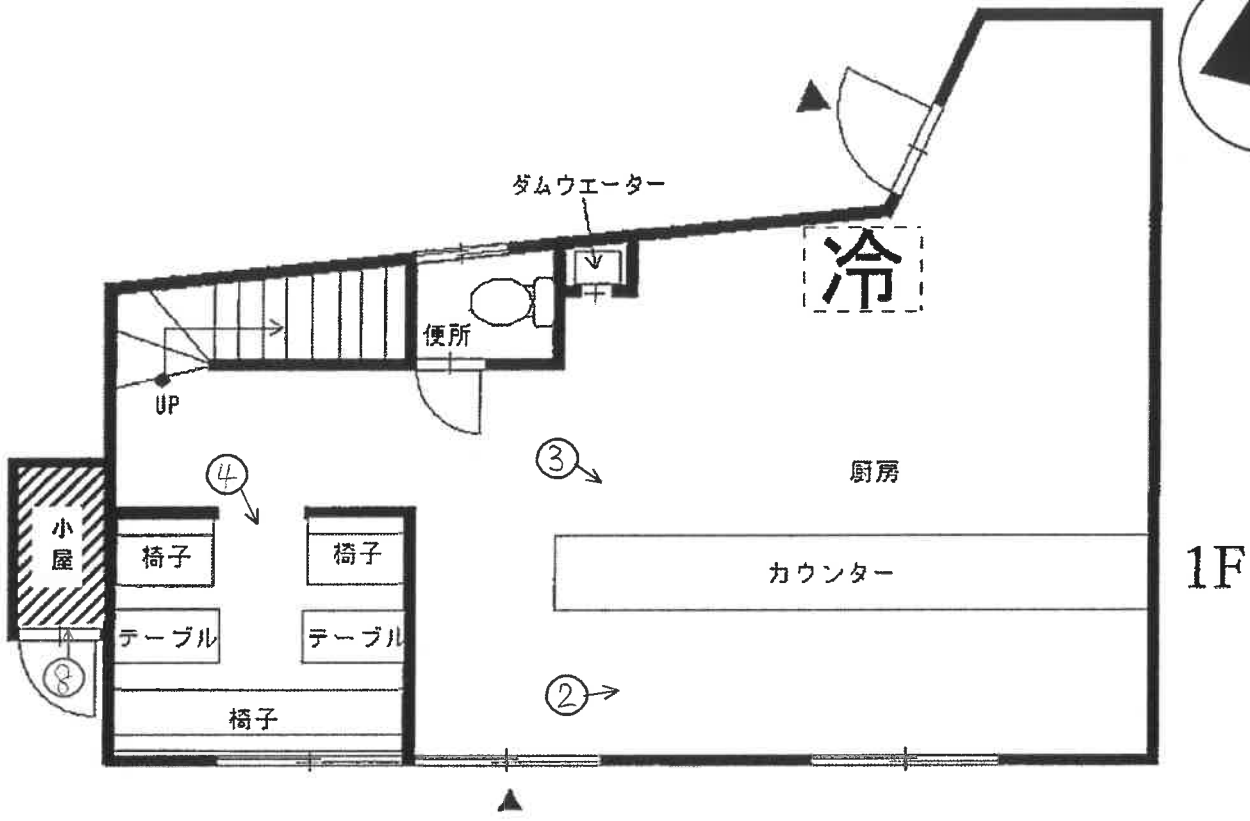 ダムウエーター
冷
便所
UP
④
③
厨房
小屋
椅子
椅子
カウンター
1F
テーブル
テーブル
⑧
②
椅子